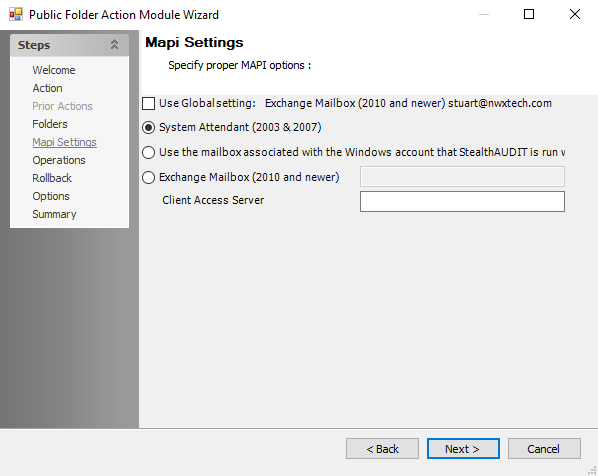 Public Folder Action Module Wizard
Steps
Welcome
Action
Prior Actions
Folders
Mapi Settings
Operations
Rollback
Options
Summary
Mapi Settings
Specify proper MAPI options :
Use Global setting: Exchange Mailbox (2010 and newer) stuart@nwxtech.com
System Attendant (2003 & 2007)
Use the mailbox associated with the Windows account that StealthAUDIT is run
Exchange Mailbox (2010 and newer)
Client Access Server
< Back
Next >
Cancel